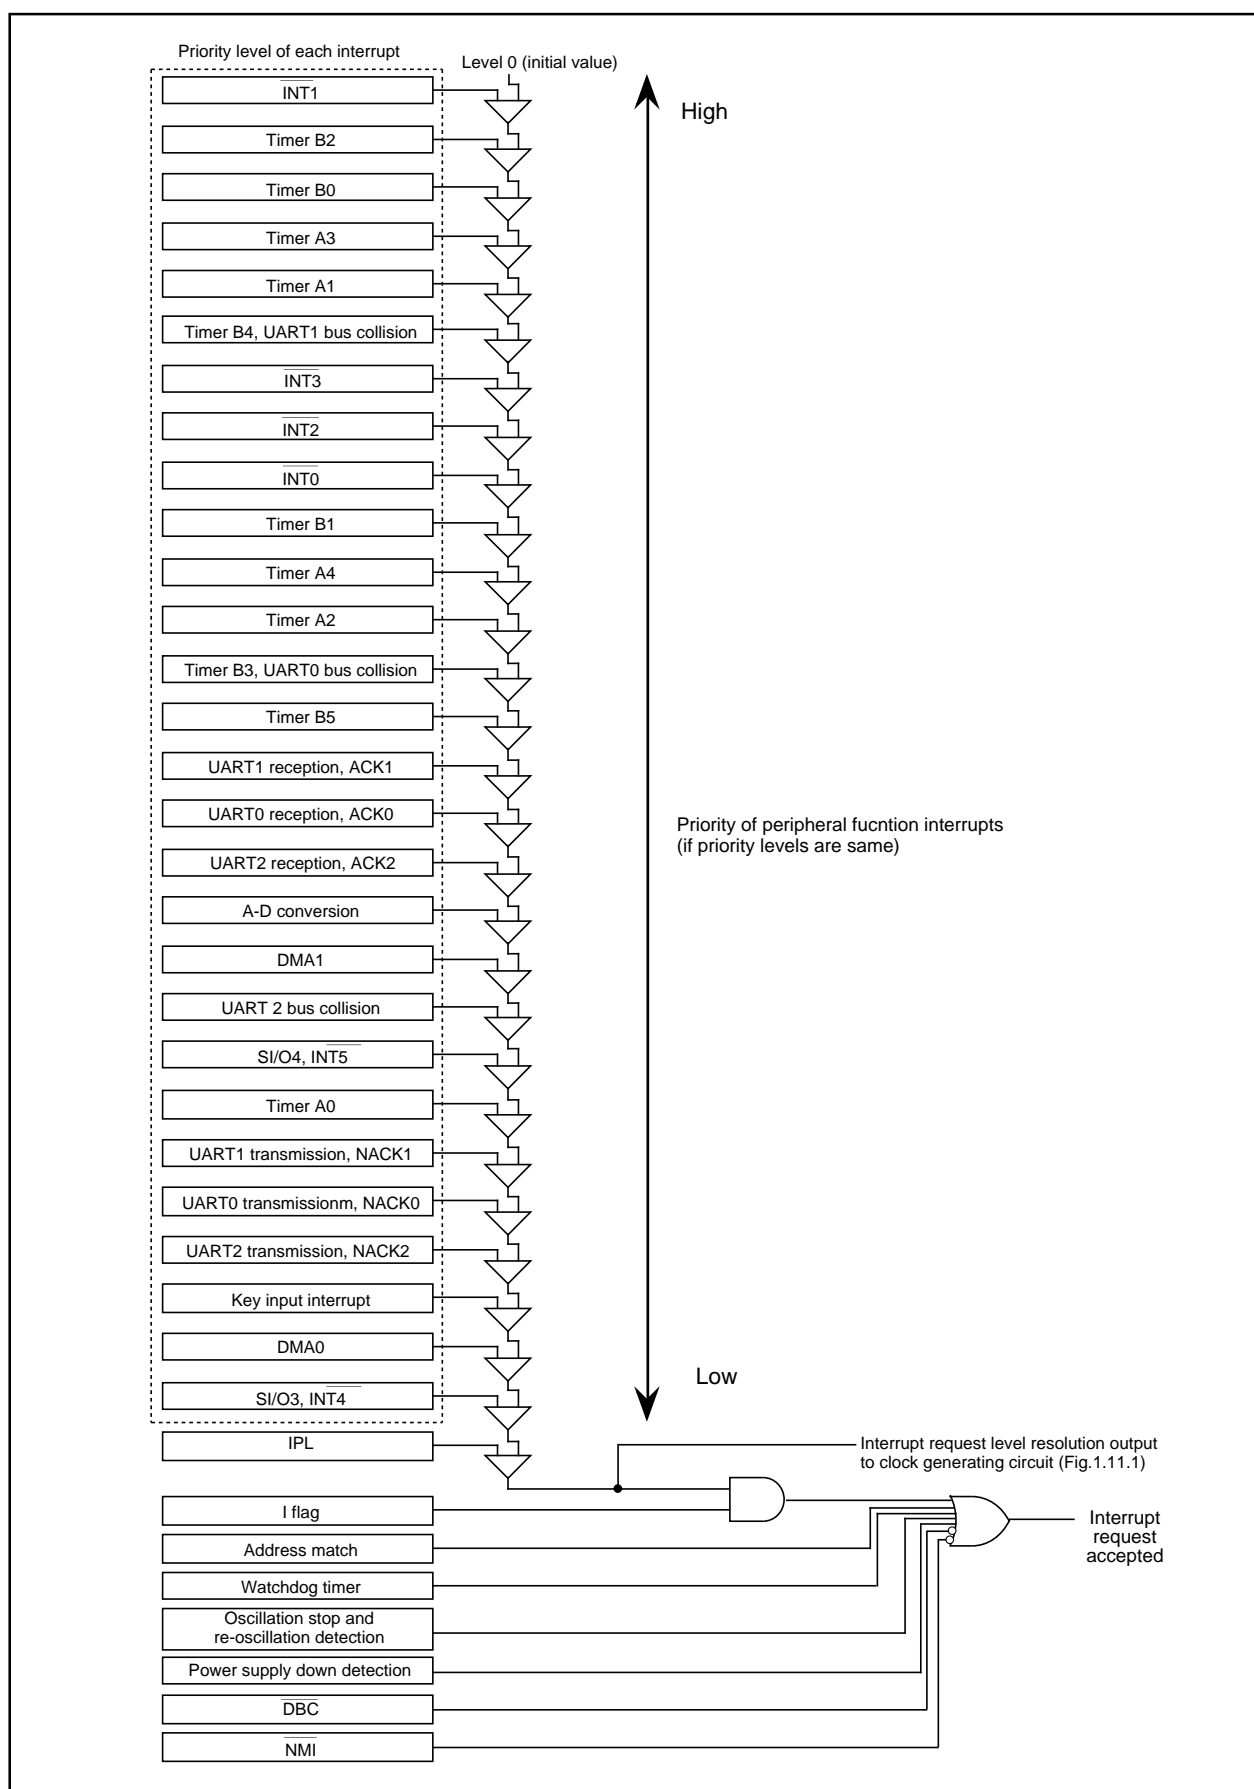 Priority level of each interrupt
Level 0 (initial value)
INT1
High
Timer B2
Timer B0
Timer A3
Timer A1
Timer B4, UART1 bus collision
INT3
INT2
INT0
Timer B1
Timer A4
Timer A2
Timer B3, UART0 bus collision
Timer B5
UART1 reception, ACK1
UART0 reception, ACK0
Priority of peripheral fucntion interrupts
(if priority levels are same)
UART2 reception, ACK2
A-D conversion
DMA1
UART 2 bus collision
SI/O4, INT5
Timer A0
UART1 transmission, NACK1
UART0 transmissionm, NACK0
UART2 transmission, NACK2
Key input interrupt
DMA0
Low
SI/O3, INT4
IPL
Interrupt request level resolution output
to clock generating circuit (Fig.1.11.1)
I flag
Interrupt
request
accepted
Address match
Watchdog timer
Oscillation stop and
re-oscillation detection
Power supply down detection
DBC
NMI